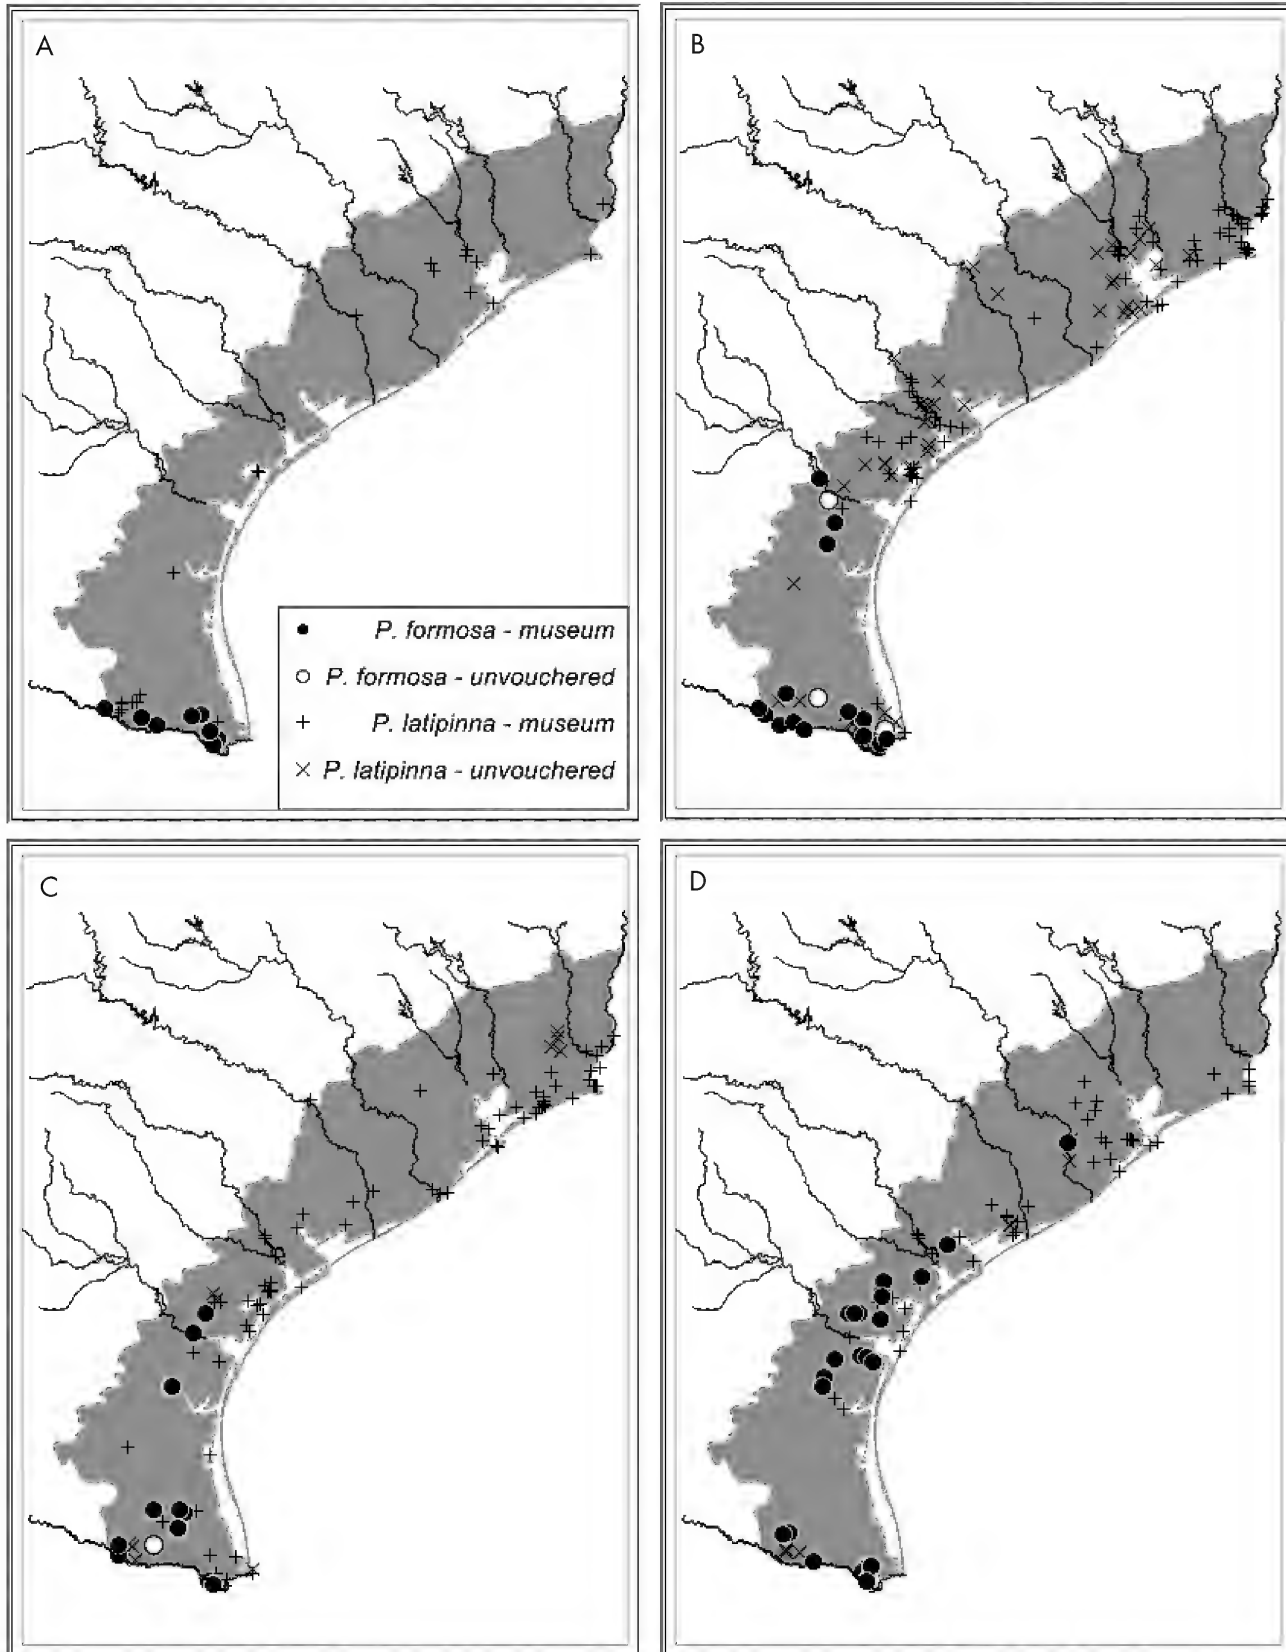 A
B
P. formosa - museum
P. formosa - unvouchered
P. latipinna - museum
P. latipinna - unvouchered
C
D